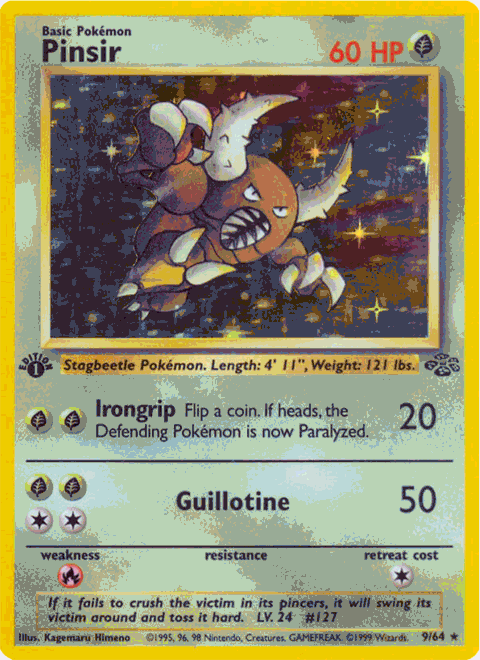 Basic Pokémon
Pinsir 60 HP
EDITION
1
Stagbeetle Pokémon. Length: 4' 11", Weight: 121 lbs.
Irongrip Flip a coin. If heads, the 20
Defending Pokémon is now Paralyzed.
Guillotine 50
weakness resistance retreat cost
If it fails to crush the victim in its pincers, it will swing its
victim around and toss it hard. LV. 24 #127
Illus. Kagemaru Himeno ©1995, 96, 98 Nintendo, Creatures, GAMEFREAK. ©1999 Wizards. 9/64 ★